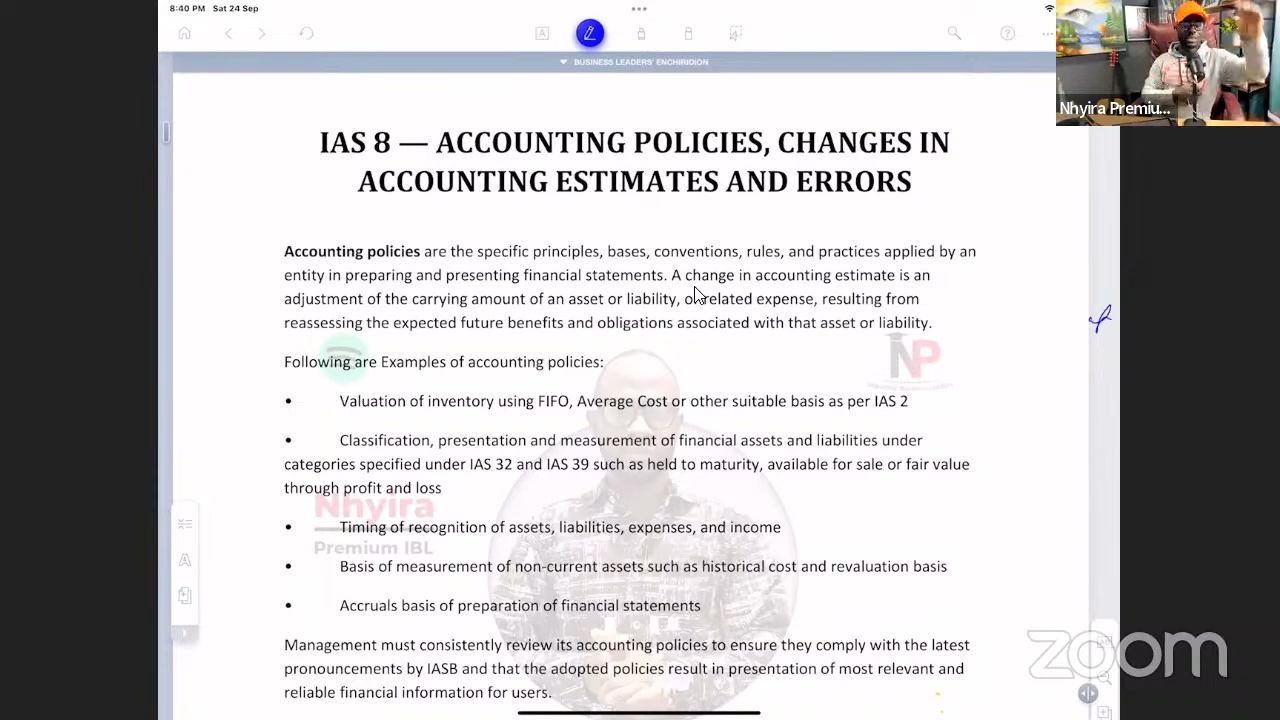 8:40 PM Sat 24 Sep
BUSINESS LEADERS' ENCHIRIDION
Nhyira Premiu...
IAS 8 — ACCOUNTING POLICIES, CHANGES IN
ACCOUNTING ESTIMATES AND ERRORS
Accounting policies are the specific principles, bases, conventions, rules, and practices applied by an
entity in preparing and presenting financial statements. A change in accounting estimate is an
adjustment of the carrying amount of an asset or liability, or related expense, resulting from
reassessing the expected future benefits and obligations associated with that asset or liability.
Following are Examples of accounting policies:
NP
• Valuation of inventory using FIFO, Average Cost or other suitable basis as per IAS 2
• Classification, presentation and measurement of financial assets and liabilities under
categories specified under IAS 32 and IAS 39 such as held to maturity, available for sale or fair value
through profit and loss
Nhyira
• Timing of recognition of assets, liabilities, expenses, and income
Premium IBL
• Basis of measurement of non-current assets such as historical cost and revaluation basis
• Accruals basis of preparation of financial statements
Management must consistently review its accounting policies to ensure they comply with the latest
pronouncements by IASB and that the adopted policies result in presentation of most relevant and
reliable financial information for users.
zoom